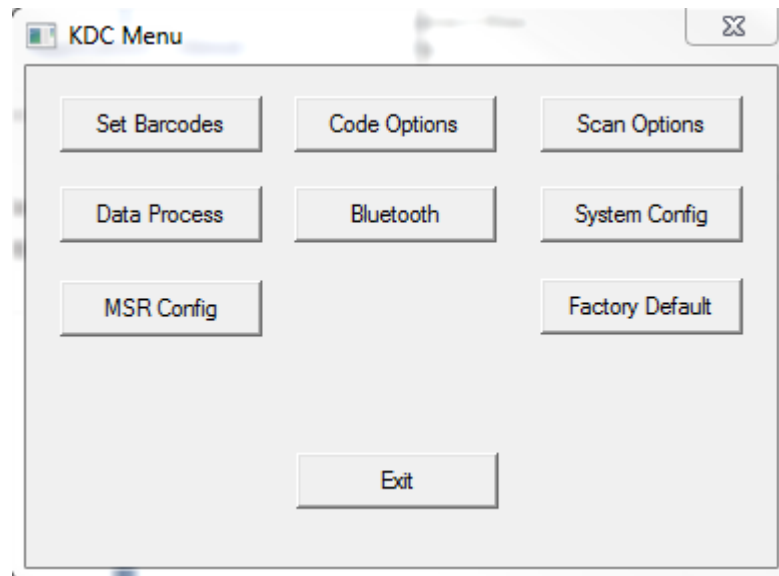 KDC Menu
Set Barcodes Code Options Scan Options
Data Process Bluetooth System Config
MSR Config Factory Default
Exit